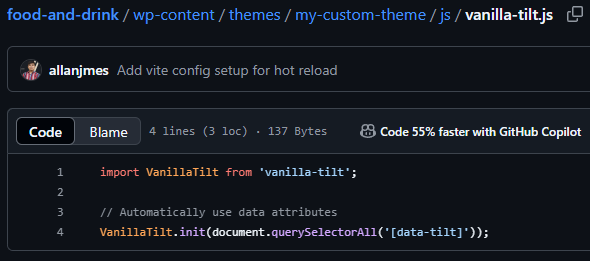 food-and-drink / wp-content / themes / my-custom-theme / js / vanilla-tilt.js
allanjmes Add vite config setup for hot reload
Code Blame 4 lines (3 loc) · 137 Bytes Code 55% faster with GitHub Copilot
1 import VanillaTilt from 'vanilla-tilt';
2
3 // Automatically use data attributes
4 VanillaTilt.init(document.querySelectorAll('[data-tilt]'));